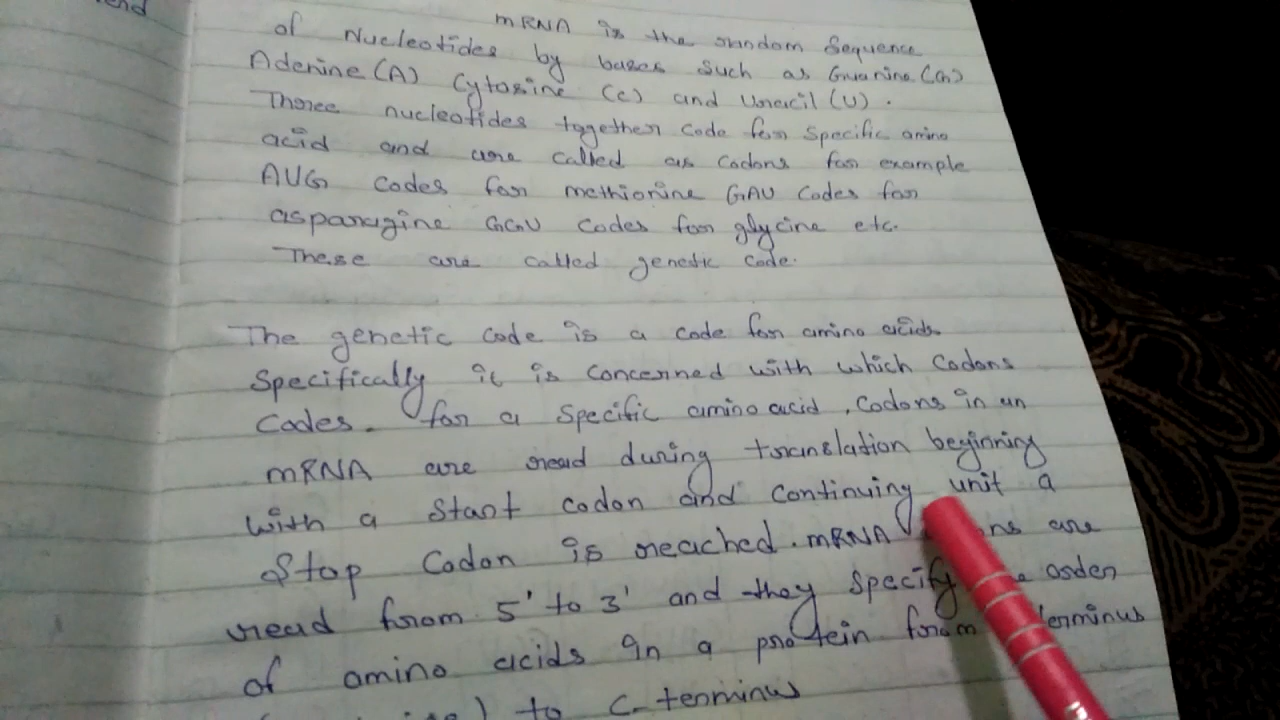 end
mRNA is the random sequence
of Nucleotides by bases such as Guanine (G)
Adenine (A) Cytosine (C) and Uracil (U).
Three nucleotides together code for specific amino
acid and are called as codons for example
AUG codes for methionine GAU codes for
asparagine GGU codes for glycine etc.
These are called genetic code.
The genetic code is a code for amino acids
Specifically it is concerned with which codons
codes. for a specific amino acid. Codons in an
mRNA are read during translation beginning
with a start codon and continuing unit a
Stop Codon is reached. mRNA ns are
read from 5' to 3' and they specify order
of amino acids in a protein from terminus
) to C-terminus